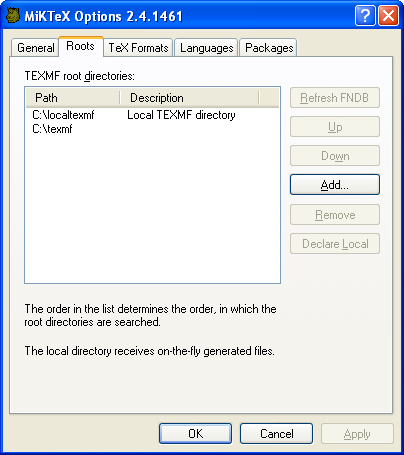 MiKTeX Options 2.4.1461
General Roots TeX Formats Languages Packages
TEXMF root directories:
Path Description
C:\localtexmf Local TEXMF directory
C:\texmf
Refresh FNDB
Up
Down
Add...
Remove
Declare Local
The order in the list determines the order, in which the
root directories are searched.
The local directory receives on-the-fly generated files.
OK Cancel Apply